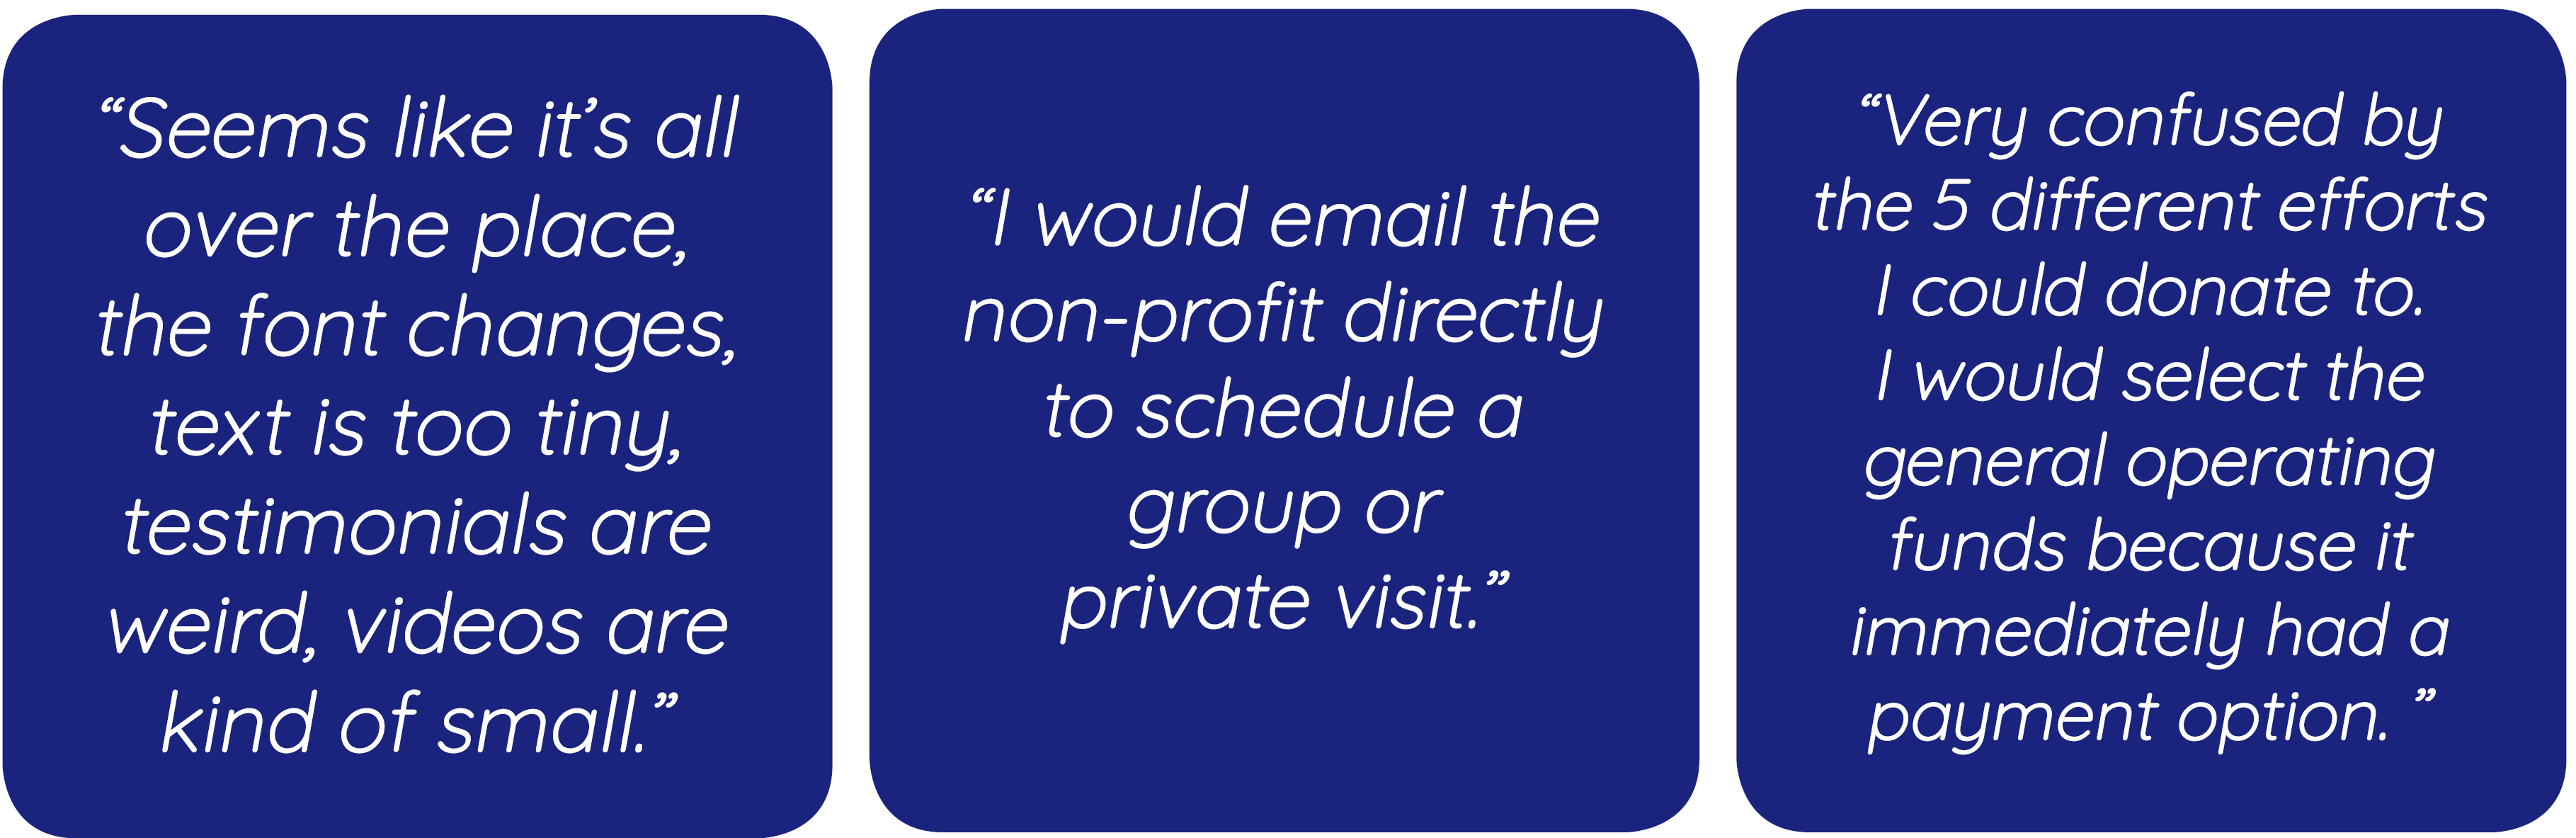 “Seems like it’s all
over the place,
the font changes,
text is too tiny,
testimonials are
weird, videos are
kind of small.”
“I would email the
non-profit directly
to schedule a
group or
private visit.”
“Very confused by
the 5 different efforts
I could donate to.
I would select the
general operating
funds because it
immediately had a
payment option. ”